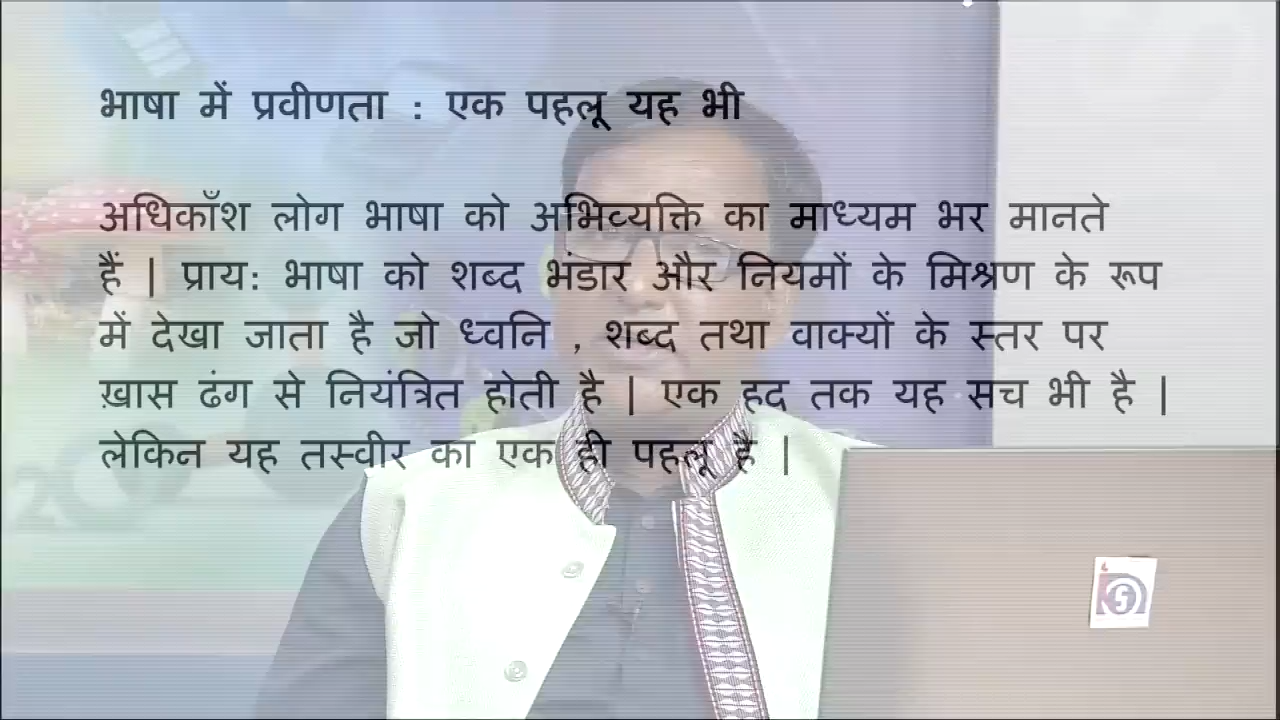 भाषा में प्रवीणता : एक पहलू यह भी
अधिकाँश लोग भाषा को अभिव्यक्ति का माध्यम भर मानते
हैं | प्राय: भाषा को शब्द भंडार और नियमों के मिश्रण के रूप
में देखा जाता है जो ध्वनि , शब्द तथा वाक्यों के स्तर पर
ख़ास ढंग से नियंत्रित होती है | एक हद तक यह सच भी है |
लेकिन यह तस्वीर का एक ही पहलू है |